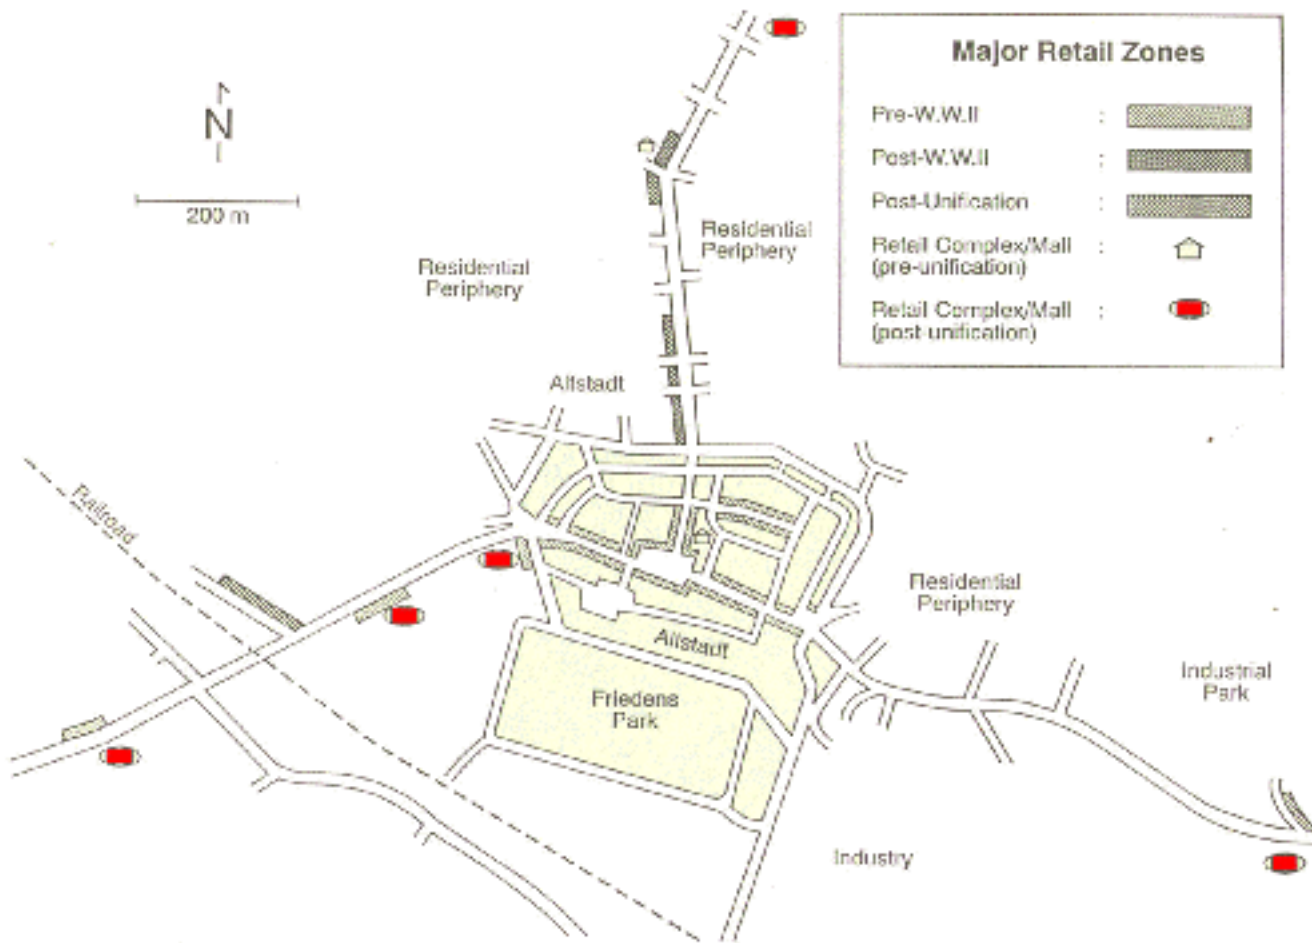 Major Retail Zones
Pre-W.W.II :
Post-W.W.II :
Post-Unification :
Retail Complex/Mall :
(pre-unification)
Retail Complex/Mall :
(post-unification)
N
200 m
Residential
Periphery
Residential
Periphery
Altstadt
Railroad
Residential
Periphery
Altstadt
Industrial
Park
Friedens
Park
Industry